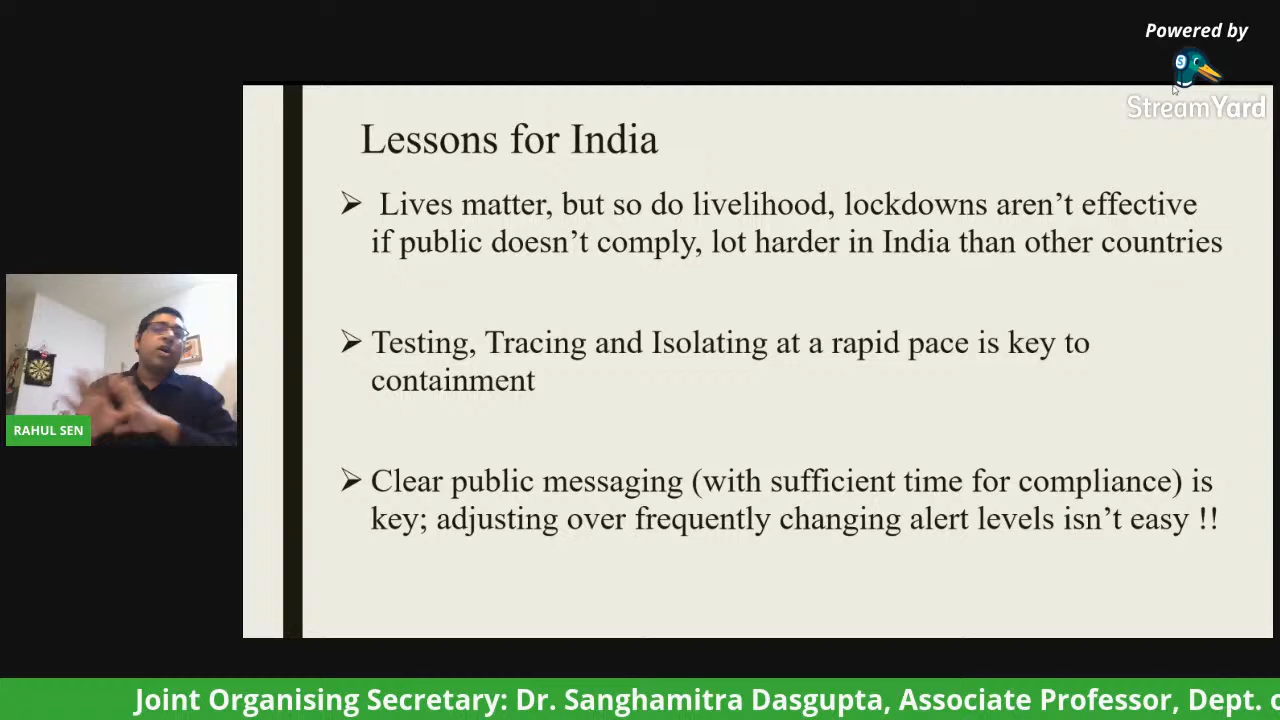 Powered by
StreamYard
Lessons for India
Lives matter, but so do livelihood, lockdowns aren’t effective
if public doesn’t comply, lot harder in India than other countries
Testing, Tracing and Isolating at a rapid pace is key to
containment
Clear public messaging (with sufficient time for compliance) is
key; adjusting over frequently changing alert levels isn’t easy !!
RAHUL SEN
Joint Organising Secretary: Dr. Sanghamitra Dasgupta, Associate Professor, Dept.